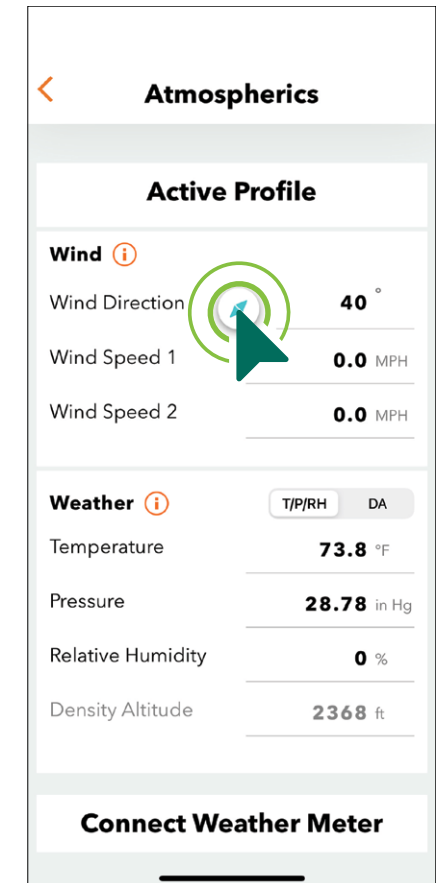 Atmospherics
Active Profile
Wind
Wind Direction 40 °
Wind Speed 1 0.0 MPH
Wind Speed 2 0.0 MPH
Weather T/P/RH DA
Temperature 73.8 °F
Pressure 28.78 in Hg
Relative Humidity 0 %
Density Altitude 2368 ft
Connect Weather Meter